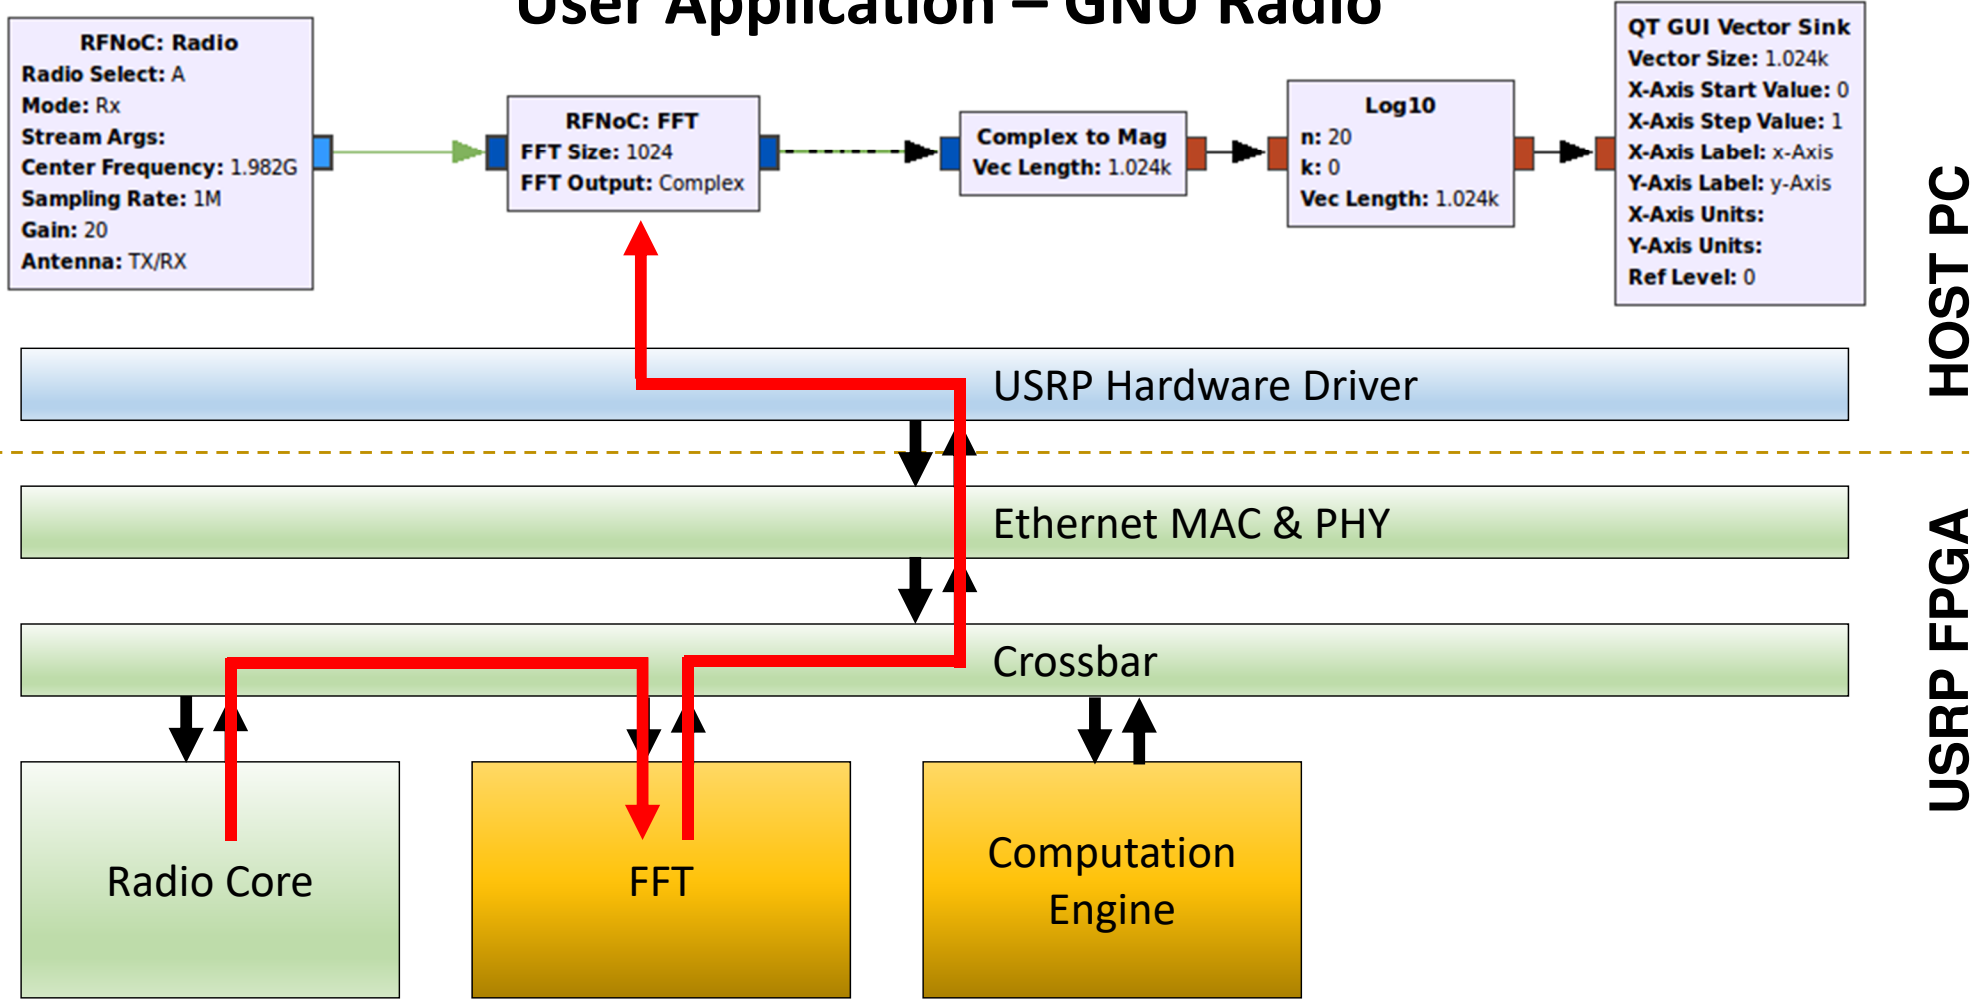 User Application – GNU Radio
RFNoC: Radio
Radio Select: A
Mode: Rx
Stream Args:
Center Frequency: 1.982G
Sampling Rate: 1M
Gain: 20
Antenna: TX/RX
RFNoC: FFT
FFT Size: 1024
FFT Output: Complex
Complex to Mag
Vec Length: 1.024k
Log10
n: 20
k: 0
Vec Length: 1.024k
QT GUI Vector Sink
Vector Size: 1.024k
X-Axis Start Value: 0
X-Axis Step Value: 1
X-Axis Label: x-Axis
Y-Axis Label: y-Axis
X-Axis Units:
Y-Axis Units:
Ref Level: 0
HOST PC
USRP Hardware Driver
Ethernet MAC & PHY
Crossbar
USRP FPGA
Radio Core
FFT
Computation
Engine